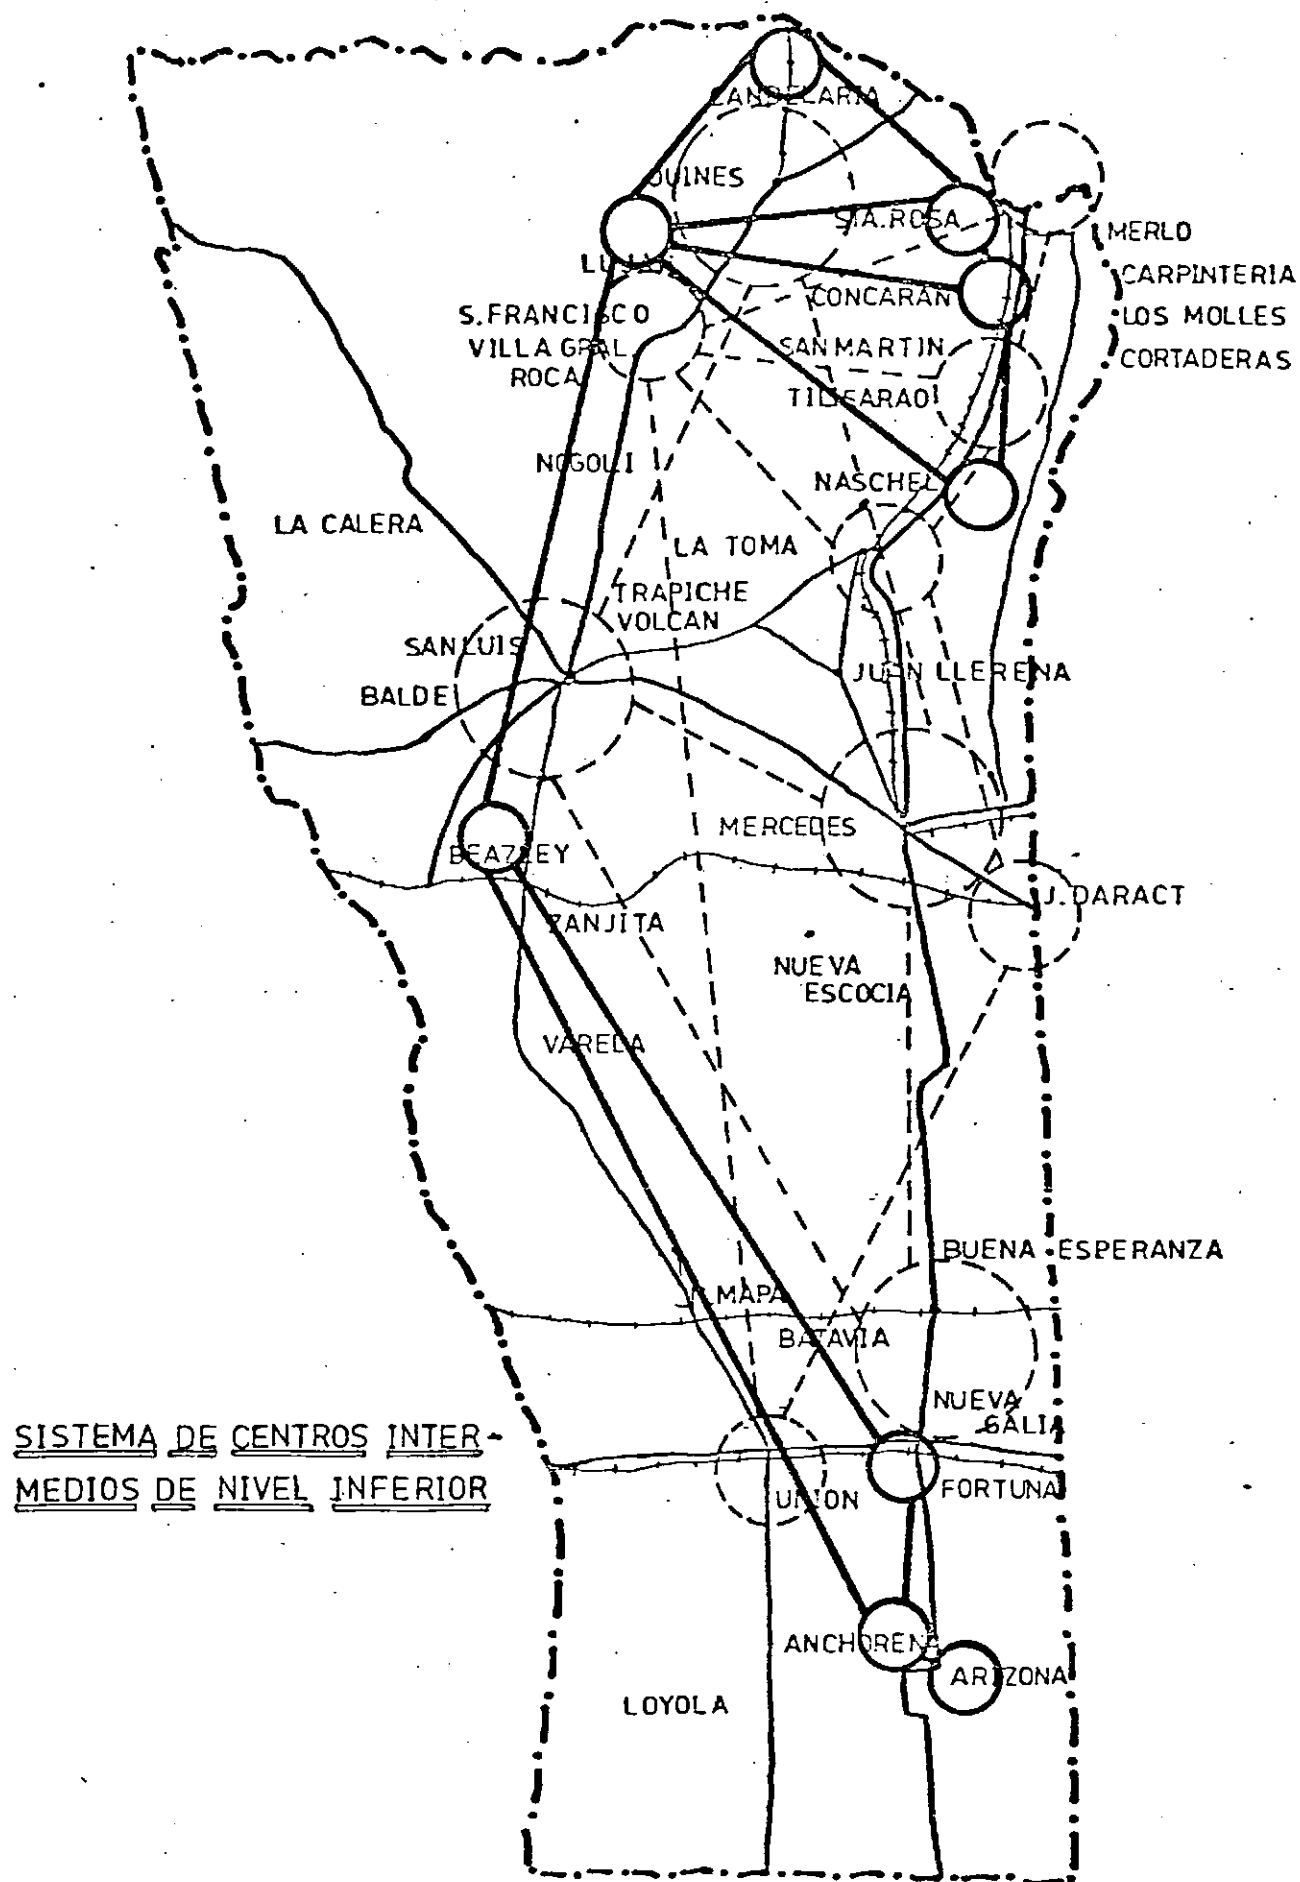 CANDELARIA
QUINES
STA. ROSA
MERLO
LUJAN
CARPINTERIA
CONCARAN
S. FRANCISCO
LOS MOLLES
VILLA GRAL
SAN MARTIN
CORTADERAS
ROCA
TILISARAO
NOGOLI
NASCHEL
LA CALERA
LA TOMA
TRAPICHE
VOLCAN
SAN LUIS
JUAN LLERENA
BALDE
MERCEDES
BEAZLEY
J. DARACT
ZANJITA
NUEVA
ESCOCIA
VARELA
BUENA ESPERANZA
MAPA
BATAVIA
NUEVA
GALIA
SISTEMA DE CENTROS INTER-
MEDIOS DE NIVEL INFERIOR
UNION
FORTUNA
ANCHORENA
ARIZONA
LOYOLA